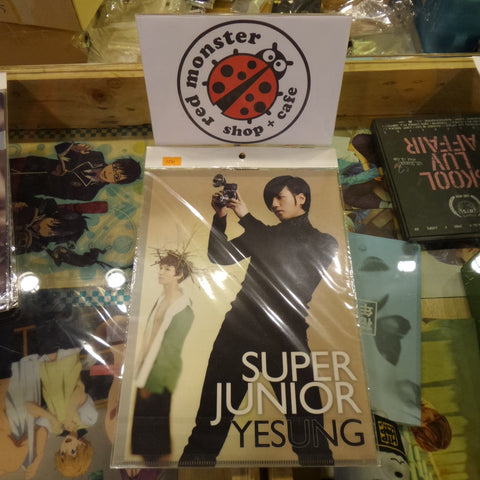 red monster
shop + cafe
SUPER
JUNIOR
YESUNG
SKOOL
LUV
AFFAIR